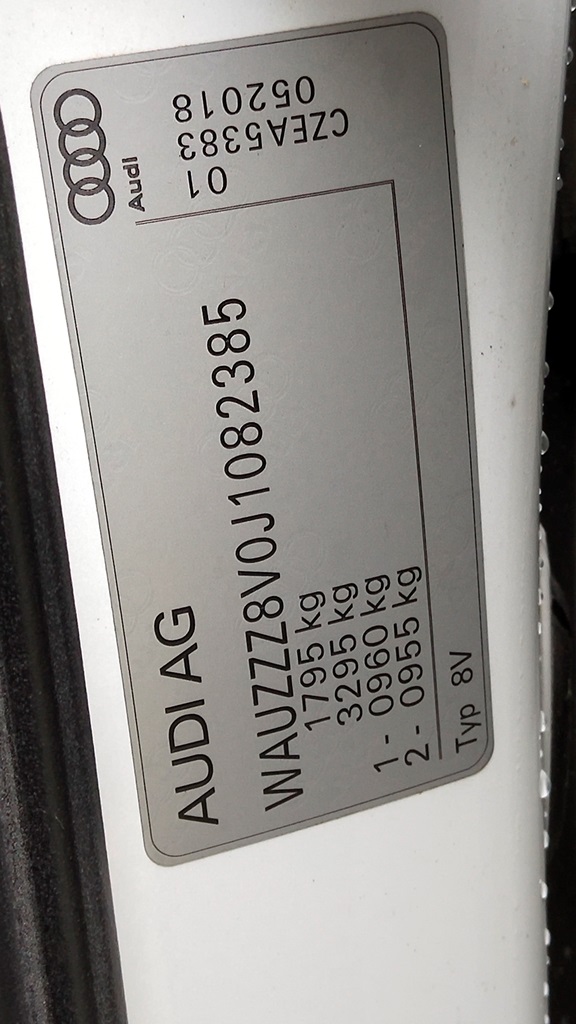 Audi
AUDI AG
WAUZZZ8V0J1082385
1795 kg
3295 kg
1- 0960 kg
2- 0955 kg
Typ 8V
01
CZEA5383
052018